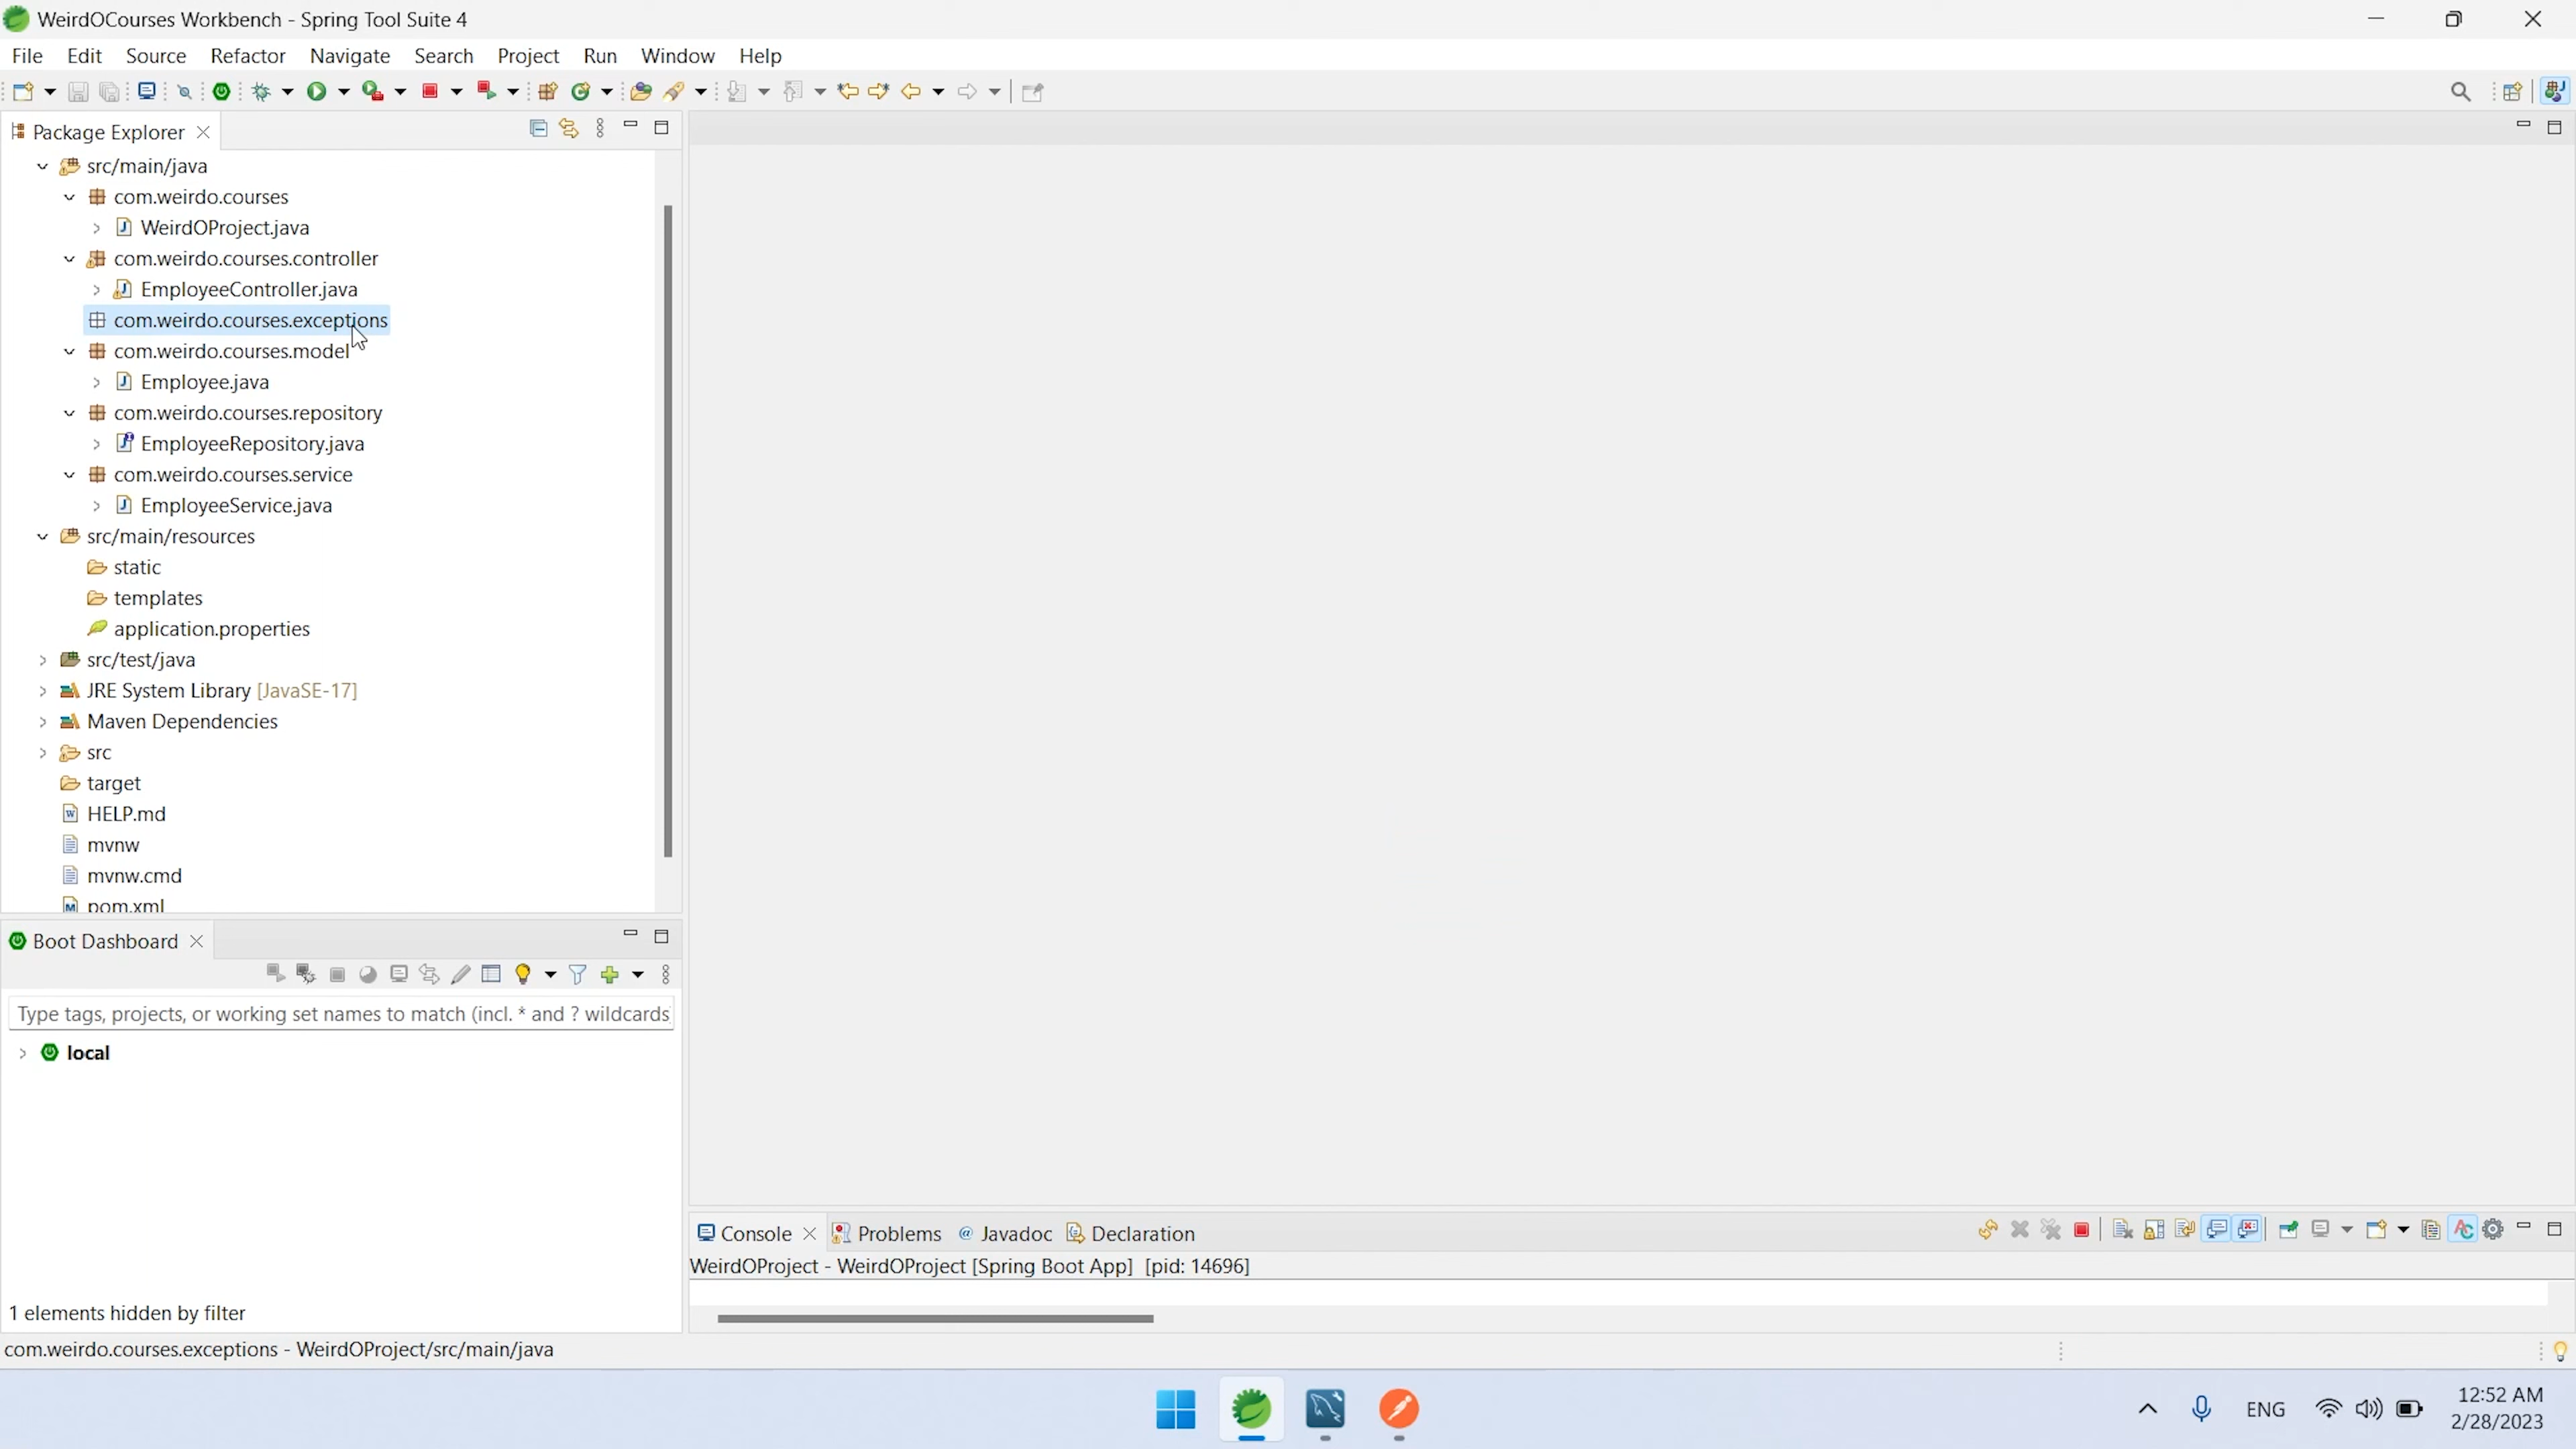 WeirdOCourses Workbench - Spring Tool Suite 4
File Edit Source Refactor Navigate Search Project Run Window Help
Package Explorer
src/main/java
com.weirdo.courses
WeirdOProject.java
com.weirdo.courses.controller
EmployeeController.java
com.weirdo.courses.exceptions
com.weirdo.courses.model
Employee.java
com.weirdo.courses.repository
EmployeeRepository.java
com.weirdo.courses.service
EmployeeService.java
src/main/resources
static
templates
application.properties
src/test/java
JRE System Library [JavaSE-17]
Maven Dependencies
src
target
HELP.md
mvnw
mvnw.cmd
pom.xml
Boot Dashboard
Type tags, projects, or working set names to match (incl. * and ? wildcards
local
1 elements hidden by filter
Console Problems Javadoc Declaration
WeirdOProject - WeirdOProject [Spring Boot App] [pid: 14696]
com.weirdo.courses.exceptions - WeirdOProject/src/main/java
ENG
12:52 AM
2/28/2023